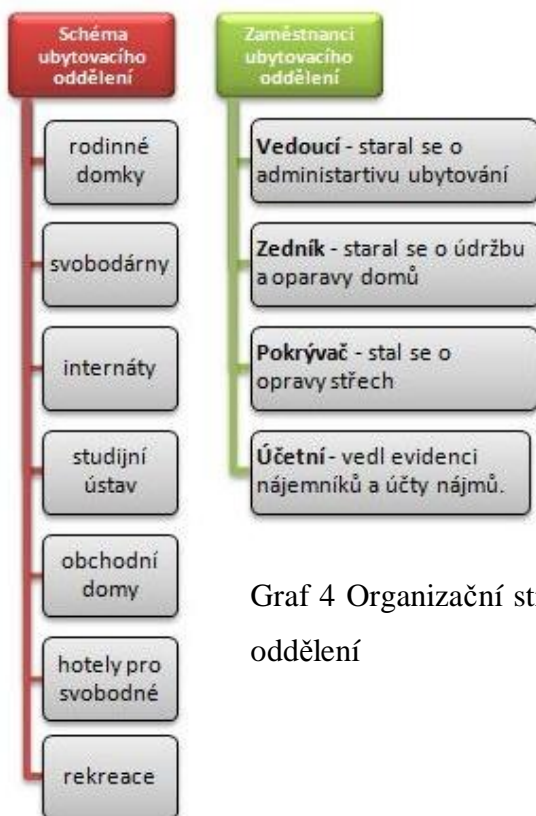 Schéma
ubytovacího
oddělení
rodinné
domky
svobodárny
internáty
studijní
ústav
obchodní
domy
hotely pro
svobodné
rekreace
Zaměstnanci
ubytovacího
oddělení
Vedoucí - staral se o
administartivu ubytování
Zedník - staral se o údržbu
a oparavy domů
Pokrývač - stal se o
opravy střech
Účetní - vedl evidenci
nájemníků a účty nájmů.
Graf 4 Organizační
oddělení